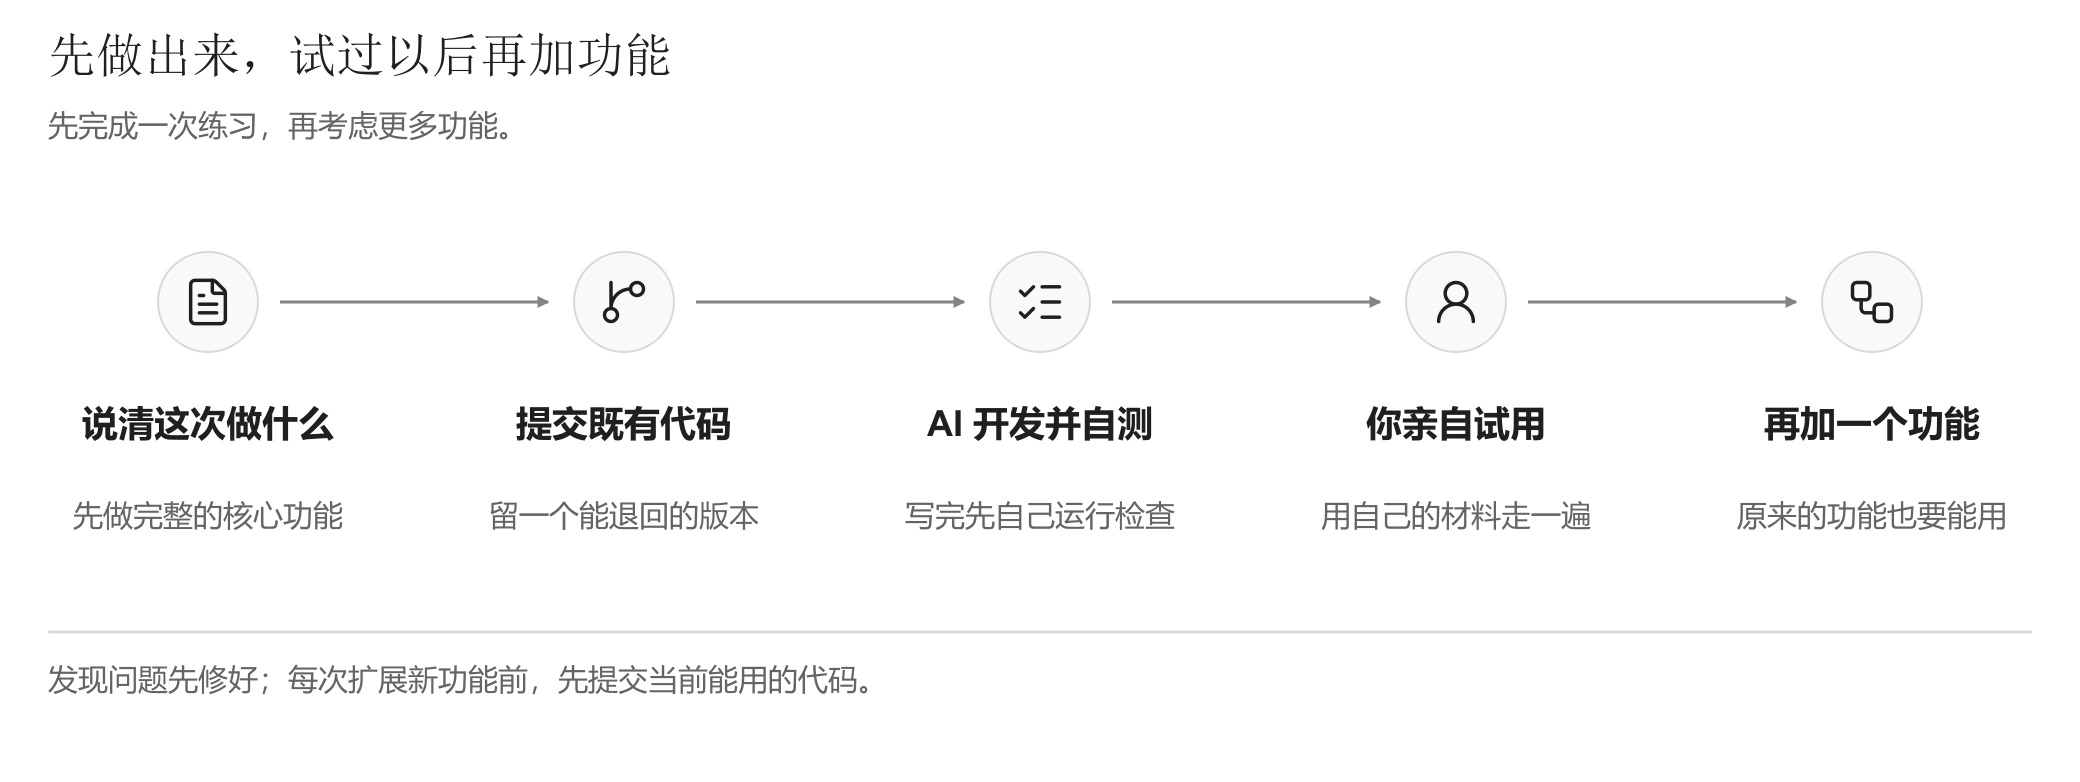 先做出来，试过以后再加功能
先完成一次练习，再考虑更多功能。
说清这次做什么
提交既有代码
AI 开发并自测
你亲自试用
再加一个功能
先做完整的核心功能
留一个能退回的版本
写完先自己运行检查
用自己的材料走一遍
原来的功能也要能用
发现问题先修好；每次扩展新功能前，先提交当前能用的代码。